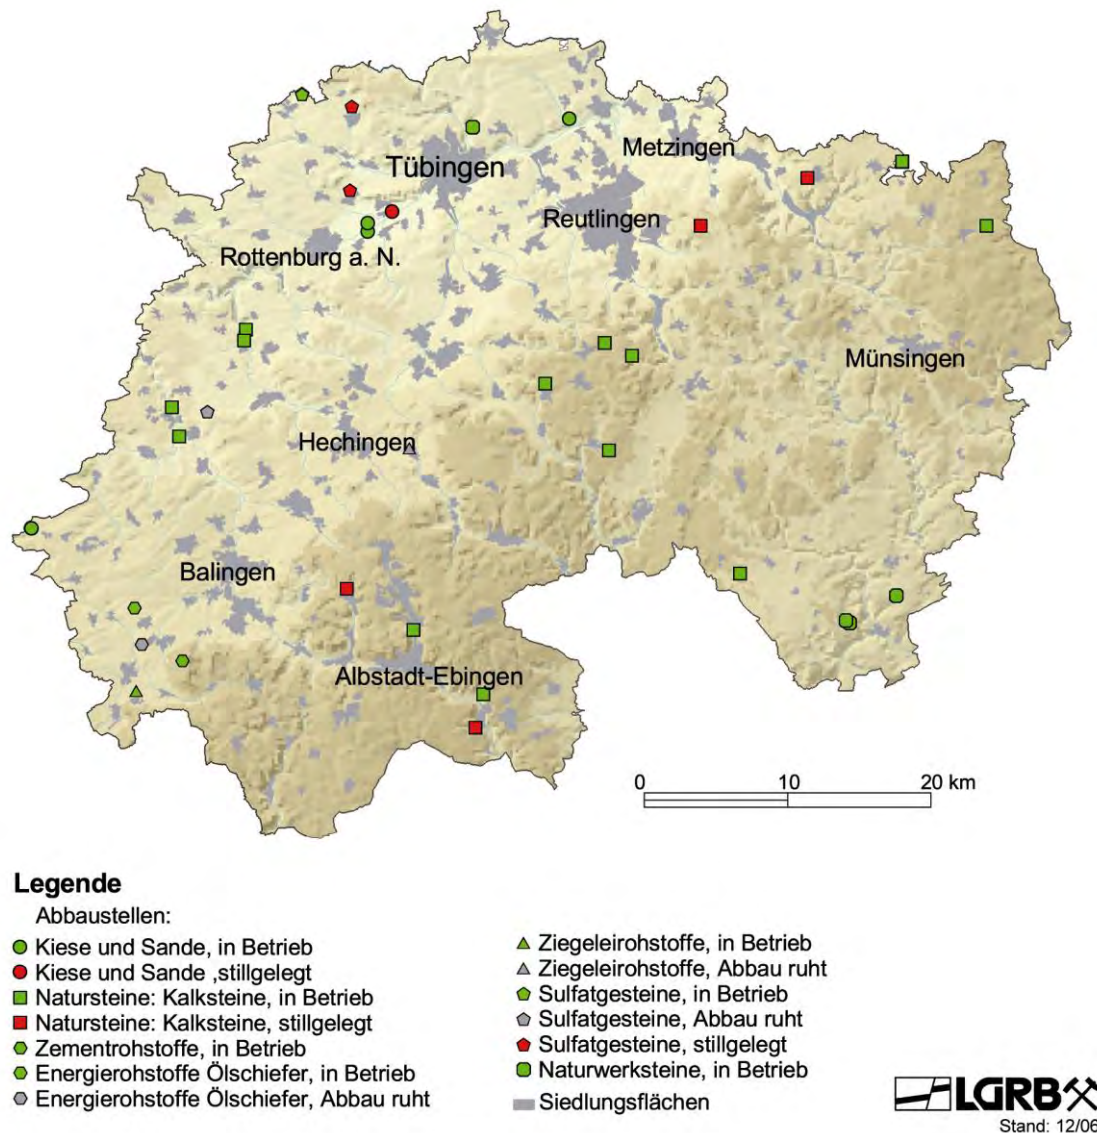 Metzingen
Tübingen
Reutlingen
Rottenburg a. N.
Münsingen
Hechingen
Balingen
Albstadt-Ebingen
0 10 20 km
Legende
Abbaustellen:
Kiese und Sande, in Betrieb
Kiese und Sande ,stillgelegt
Natursteine: Kalksteine, in Betrieb
Natursteine: Kalksteine, stillgelegt
Zementrohstoffe, in Betrieb
Energierohstoffe Ölschiefer, in Betrieb
Energierohstoffe Ölschiefer, Abbau ruht
Ziegeleirohstoffe, in Betrieb
Ziegeleirohstoffe, Abbau ruht
Sulfatgesteine, in Betrieb
Sulfatgesteine, Abbau ruht
Sulfatgesteine, stillgelegt
Naturwerksteine, in Betrieb
Siedlungsflächen
LGRB
Stand: 12/06